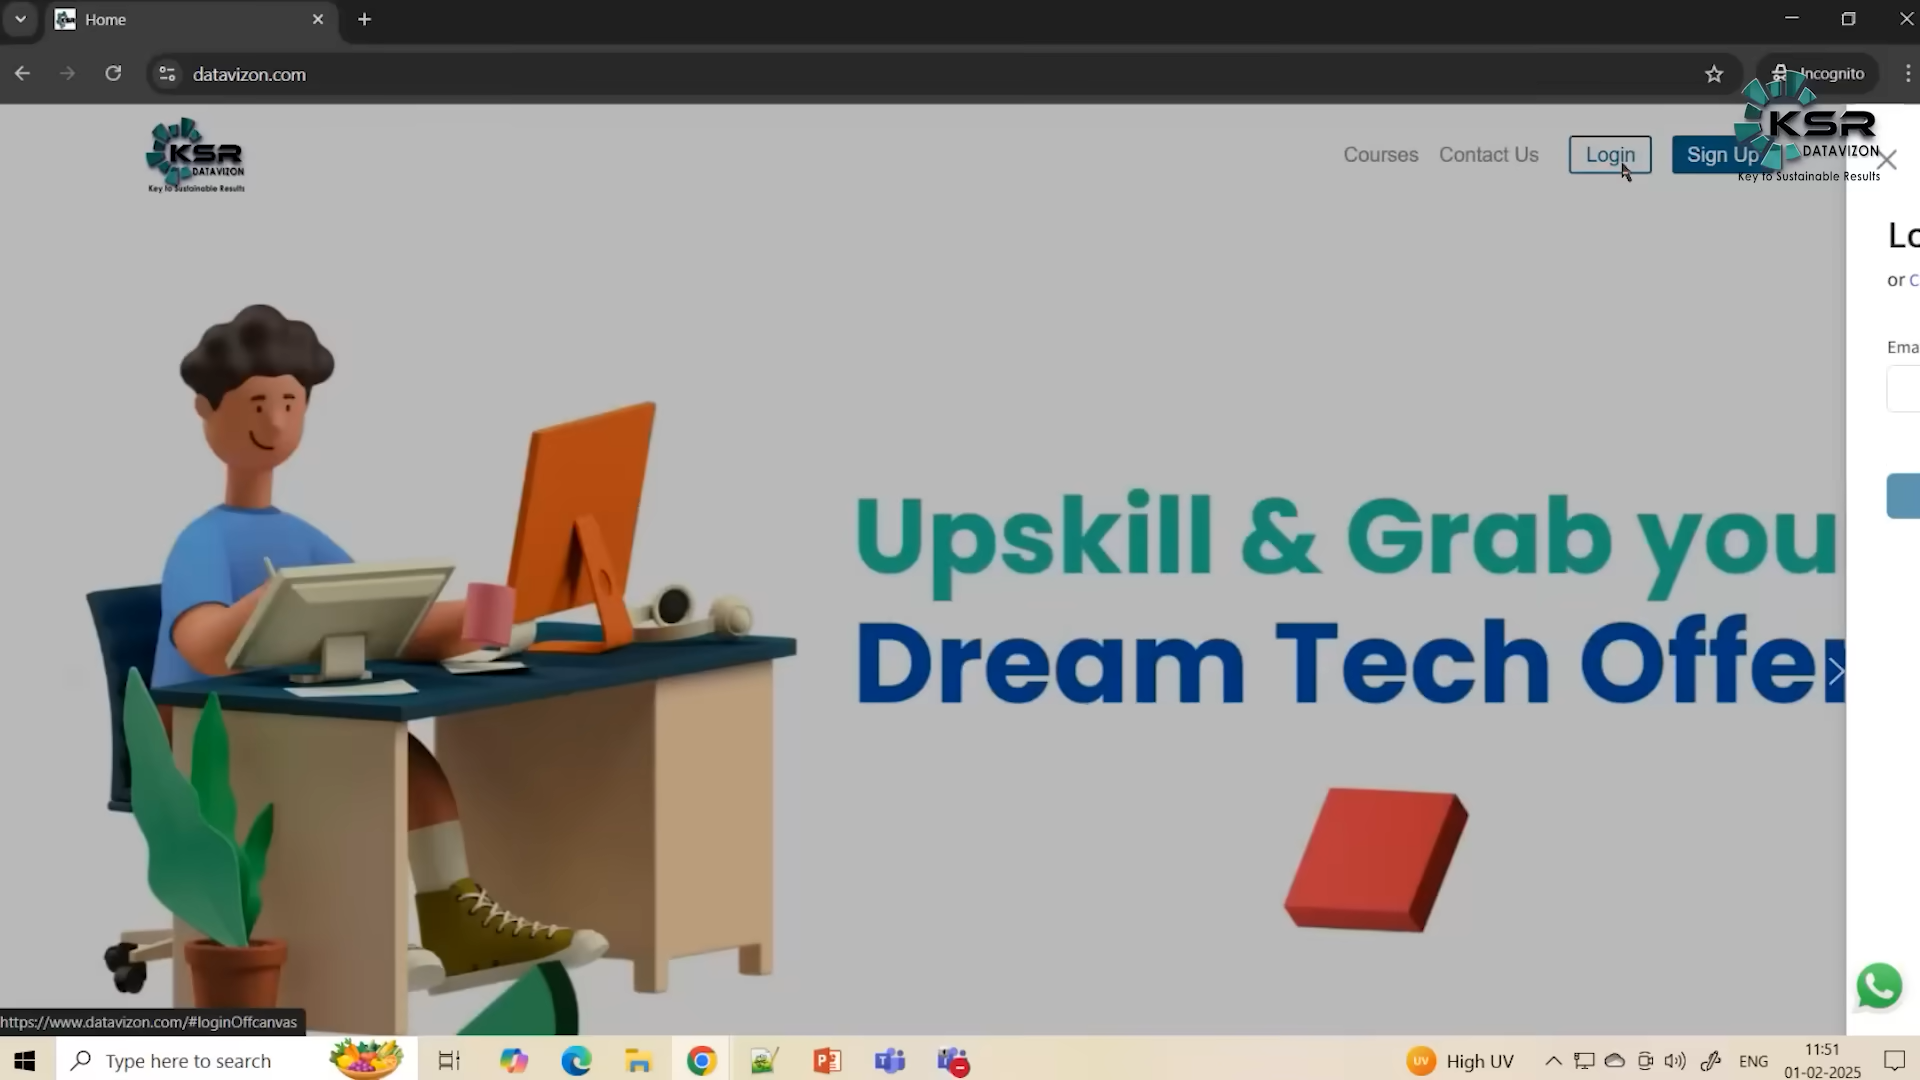 Home
datavizon.com
Incognito
KSR
DATAVIZON
Key to Sustainable Results
Courses
Contact Us
Login
Sign Up
KSR
DATAVIZON
Key to Sustainable Results
Lo
or C
Ema
Upskill & Grab you
Dream Tech Offer
https://www.datavizon.com/#loginOffcanvas
Type here to search
UV
High UV
ENG
11:51
01-02-2025